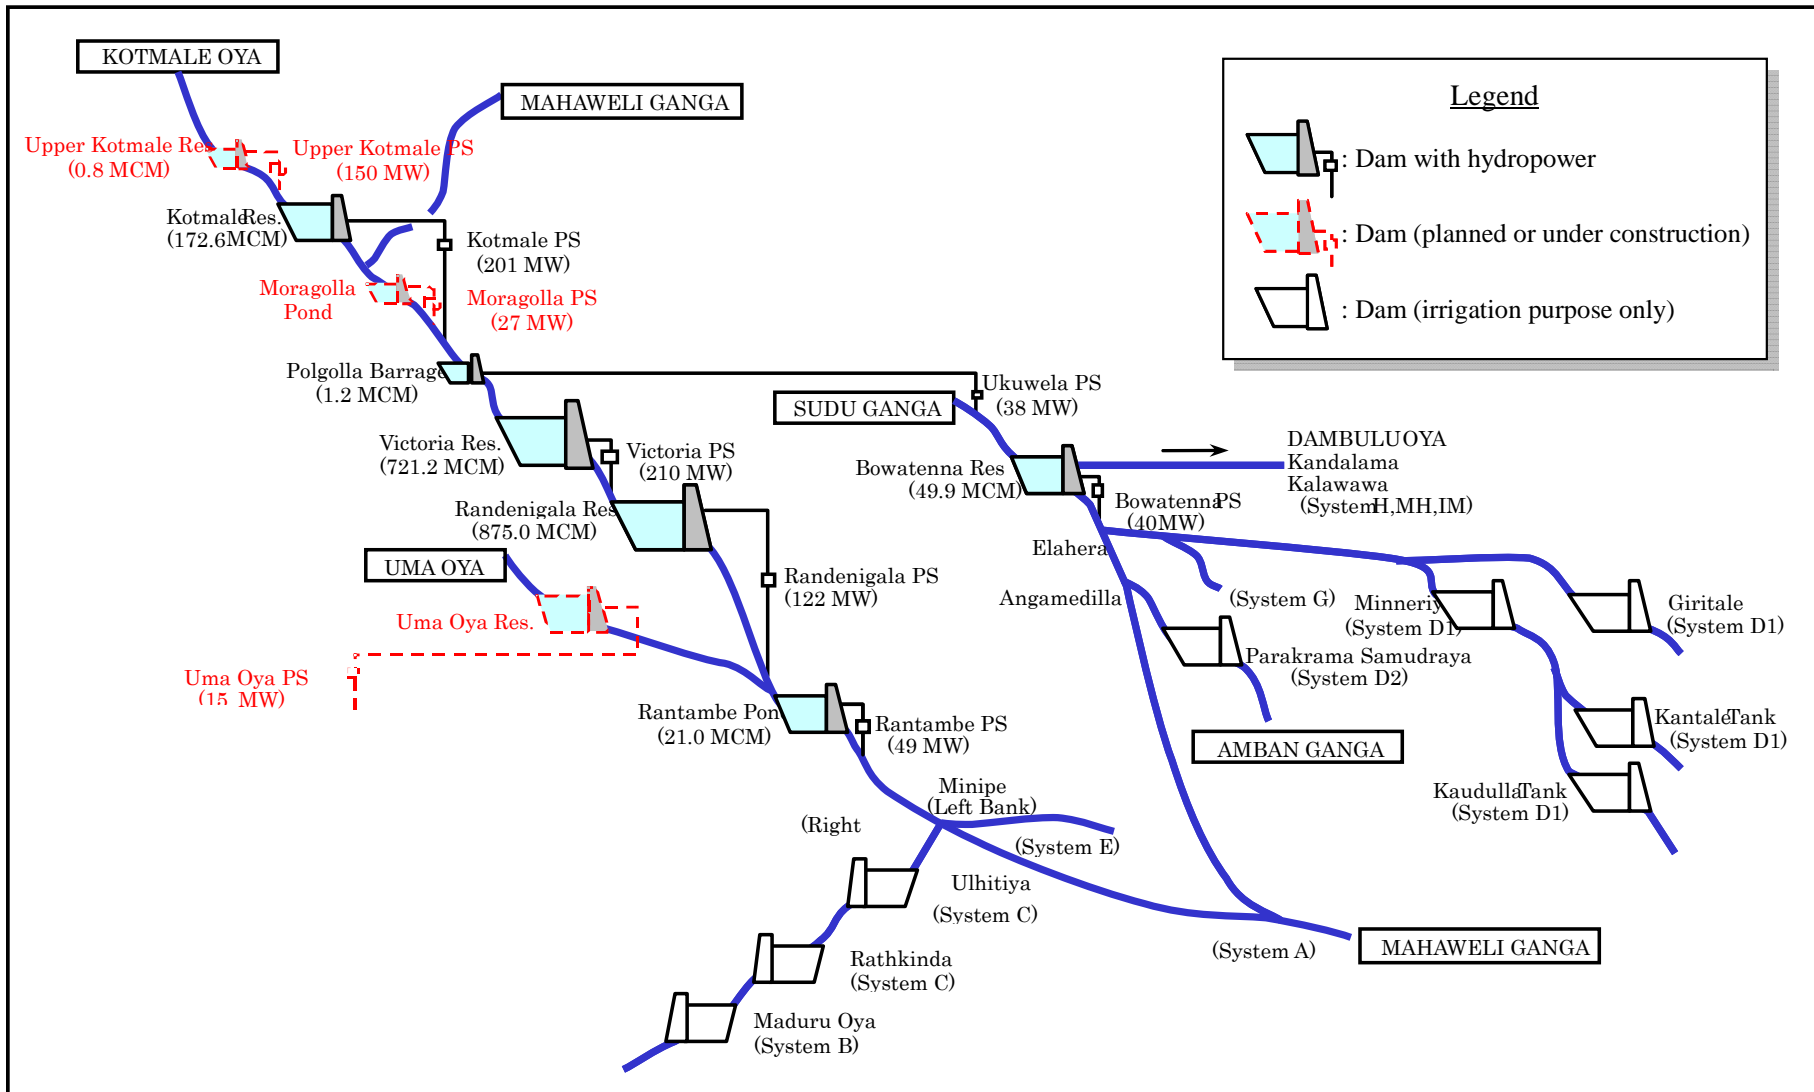 KOTMALE OYA
MAHAWELI GANGA
Legend
: Dam with hydropower
: Dam (planned or under construction)
: Dam (irrigation purpose only)
Upper Kotmale Res
(0.8 MCM)
Upper Kotmale PS
(150 MW)
Kotmale Res.
(172.6 MCM)
Kotmale PS
(201 MW)
Moragolla
Pond
Moragolla PS
(27 MW)
Polgolla Barrage
(1.2 MCM)
SUDU GANGA
Ukuwela PS
(38 MW)
Victoria Res.
(721.2 MCM)
Victoria PS
(210 MW)
Bowatenna Res
(49.9 MCM)
DAMBULUOYA
Kandalama
Kalawawa
(System H,MH,IM)
Bowatenna PS
(40MW)
Randenigala Res
(875.0 MCM)
Elahera
UMA OYA
Randenigala PS
(122 MW)
Angamedilla
(System G)
Minneriy
(System D1)
Giritale
(System D1)
Uma Oya Res.
Parakrama Samudraya
(System D2)
Uma Oya PS
(15 MW)
Rantambe Pon
(21.0 MCM)
Rantambe PS
(49 MW)
AMBAN GANGA
Kantale Tank
(System D1)
Kaudulla Tank
(System D1)
Minipe
(Left Bank)
(Right
(System E)
Ulhitiya
(System C)
(System A)
MAHAWELI GANGA
Rathkinda
(System C)
Maduru Oya
(System B)